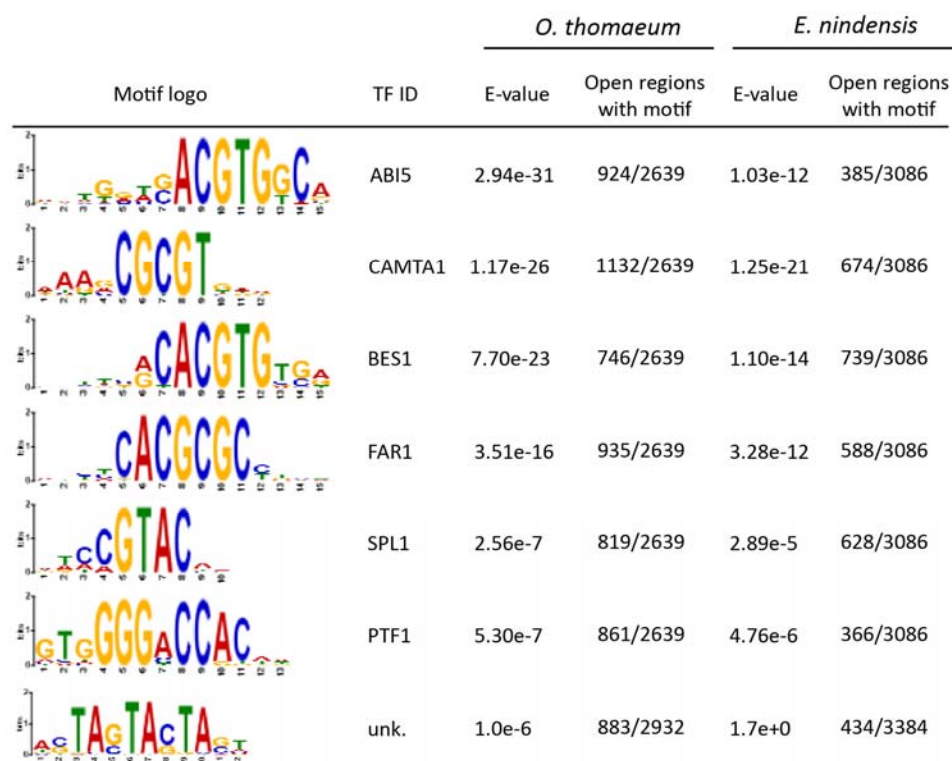 O. thomaeum E. nindensis
Motif logo TF ID E-value Open regions with motif E-value Open regions with motif
ABI5 2.94e-31 924/2639 1.03e-12 385/3086
CAMTA1 1.17e-26 1132/2639 1.25e-21 674/3086
BES1 7.70e-23 746/2639 1.10e-14 739/3086
FAR1 3.51e-16 935/2639 3.28e-12 588/3086
SPL1 2.56e-7 819/2639 2.89e-5 628/3086
PTF1 5.30e-7 861/2639 4.76e-6 366/3086
unk. 1.0e-6 883/2932 1.7e+0 434/3384